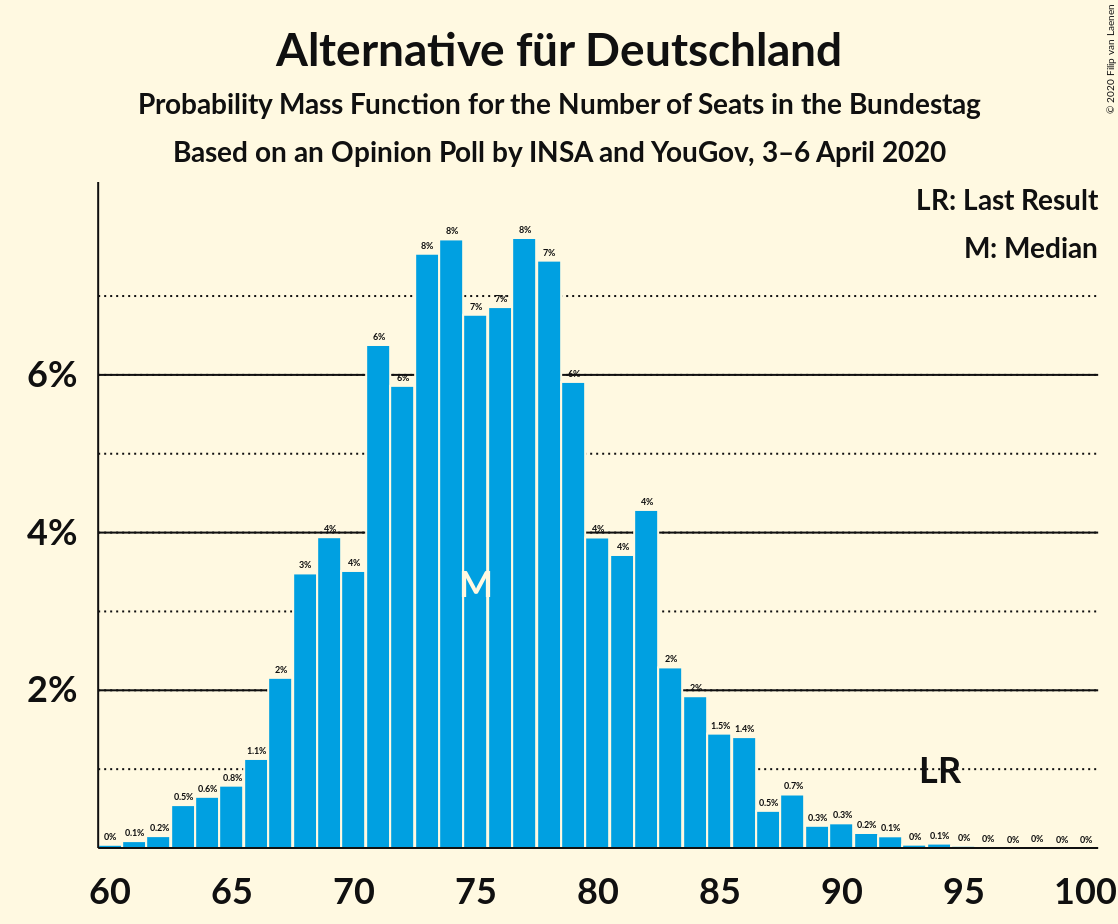 Alternative für Deutschland
Probability Mass Function for the Number of Seats in the Bundestag
Based on an Opinion Poll by INSA and YouGov, 3–6 April 2020
© 2020 Filip van Laenen
LR: Last Result
M: Median
6%
4%
2%
0% 0.1% 0.2% 0.5% 0.6% 0.8% 1.1% 2% 3% 4% 4% 6% 6% 8% 8% 7% 7% 8% 7% 6% 4% 4% 4% 2% 2% 1.5% 1.4% 0.5% 0.7% 0.3% 0.3% 0.2% 0.1% 0% 0.1% 0% 0% 0% 0% 0% 0%
M
LR
60 65 70 75 80 85 90 95 100